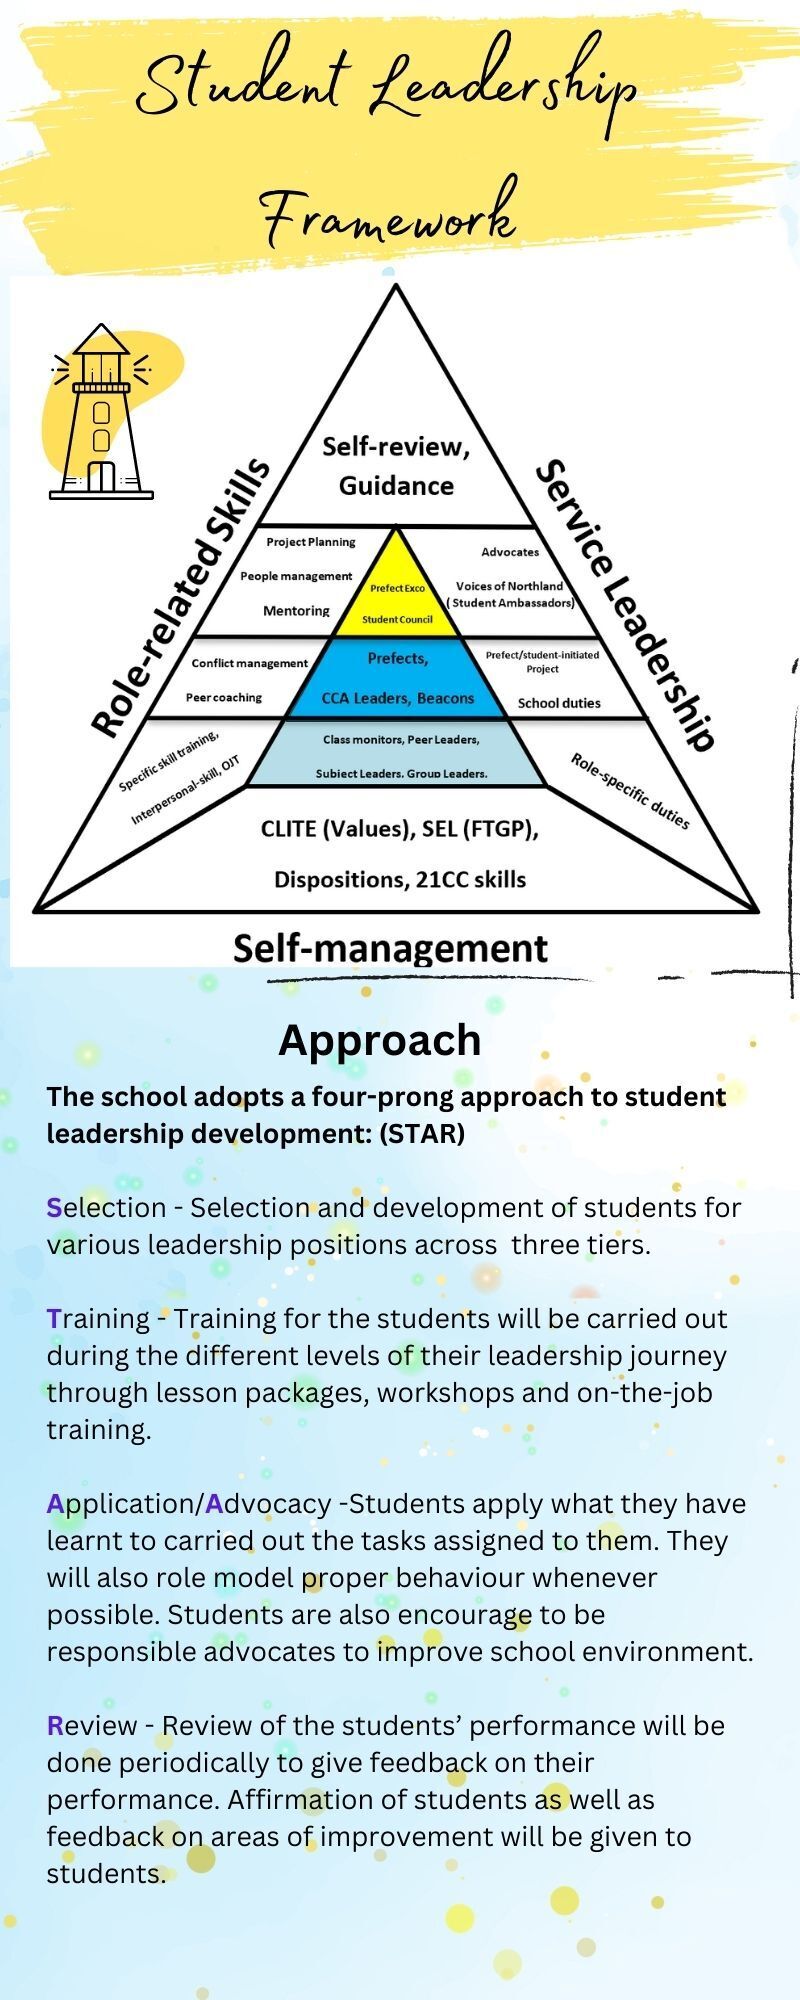 Student Leadership
Framework
Self-review,
Guidance
Role-related Skills
Service Leadership
Project Planning
People management
Mentoring
Prefect Exco
Student Council
Advocates
Voices of Northland
( Student Ambassadors)
Conflict management
Peer coaching
Prefects,
CCA Leaders, Beacons
Prefect/student-initiated
Project
School duties
Specific skill training,
Interpersonal-skill, OJT
Class monitors, Peer Leaders,
Subject Leaders. Group Leaders.
Role-specific duties
CLITE (Values), SEL (FTGP),
Dispositions, 21CC skills
Self-management
Approach
The school adopts a four-prong approach to student
leadership development: (STAR)
Selection - Selection and development of students for
various leadership positions across three tiers.
Training - Training for the students will be carried out
during the different levels of their leadership journey
through lesson packages, workshops and on-the-job
training.
Application/Advocacy -Students apply what they have
learnt to carried out the tasks assigned to them. They
will also role model proper behaviour whenever
possible. Students are also encourage to be
responsible advocates to improve school environment.
Review - Review of the students’ performance will be
done periodically to give feedback on their
performance. Affirmation of students as well as
feedback on areas of improvement will be given to
students.